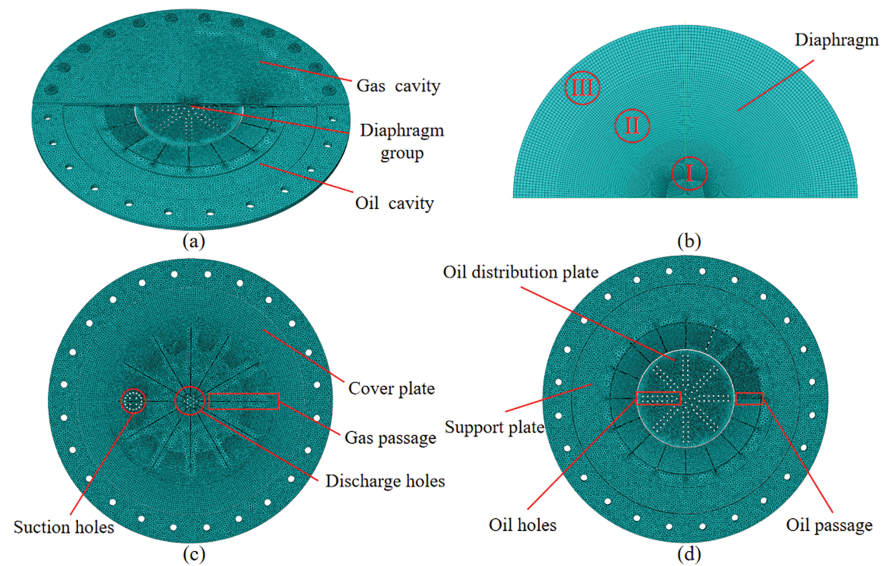 Gas cavity
Diaphragm
group
Oil cavity
(a)
Diaphragm
III
II
I
(b)
Cover plate
Gas passage
Discharge holes
Suction holes
(c)
Oil distribution plate
Support plate
Oil holes
Oil passage
(d)